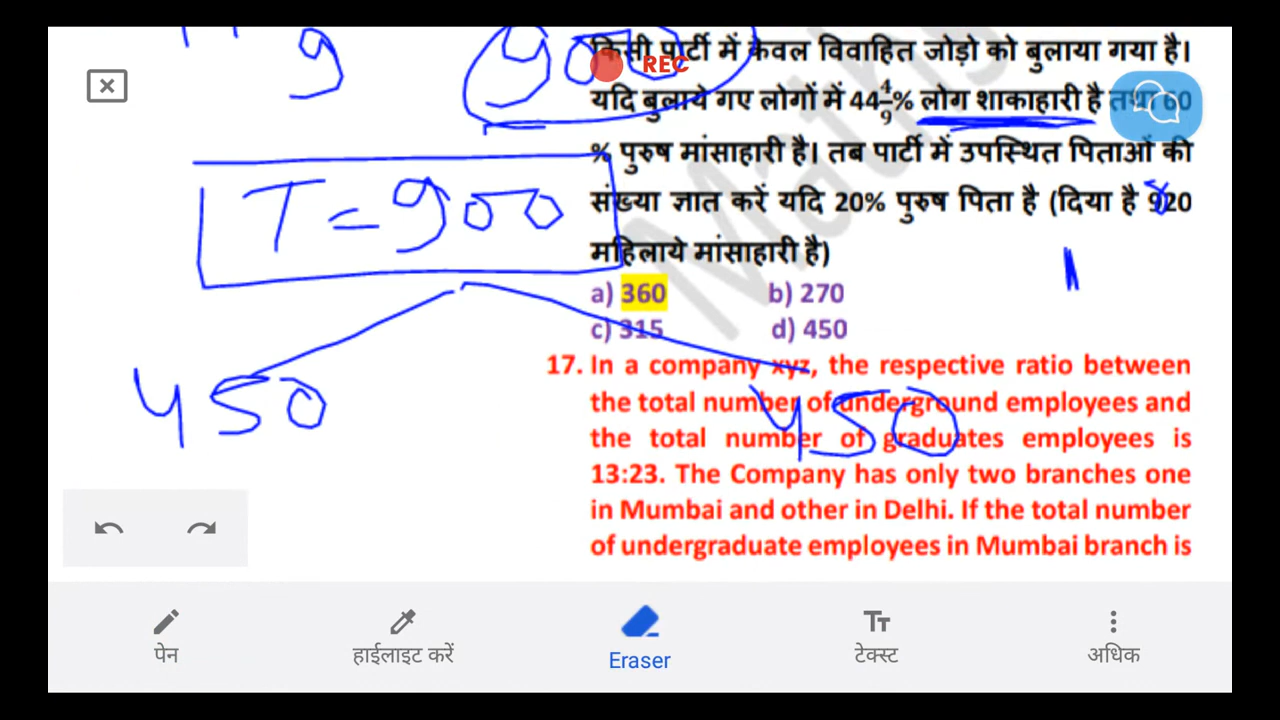 9 900
REC
किसी पार्टी में केवल विवाहित जोड़ो को बुलाया गया है।
यदि बुलाये गए लोगों में 44 4/9% लोग शाकाहारी है तथा 60
% पुरुष मांसाहारी है। तब पार्टी में उपस्थित पिताओं की
संख्या ज्ञात करें यदि 20% पुरुष पिता है (दिया है 920
महिलाये मांसाहारी है)
T = 900
a) 360 b) 270
c) 315 d) 450
450 450
17. In a company xyz, the respective ratio between
the total number of underground employees and
the total number of graduates employees is
13:23. The Company has only two branches one
in Mumbai and other in Delhi. If the total number
of undergraduate employees in Mumbai branch is
Maths
पेन हाईलाइट करें Eraser Tт टेक्स्ट अधिक